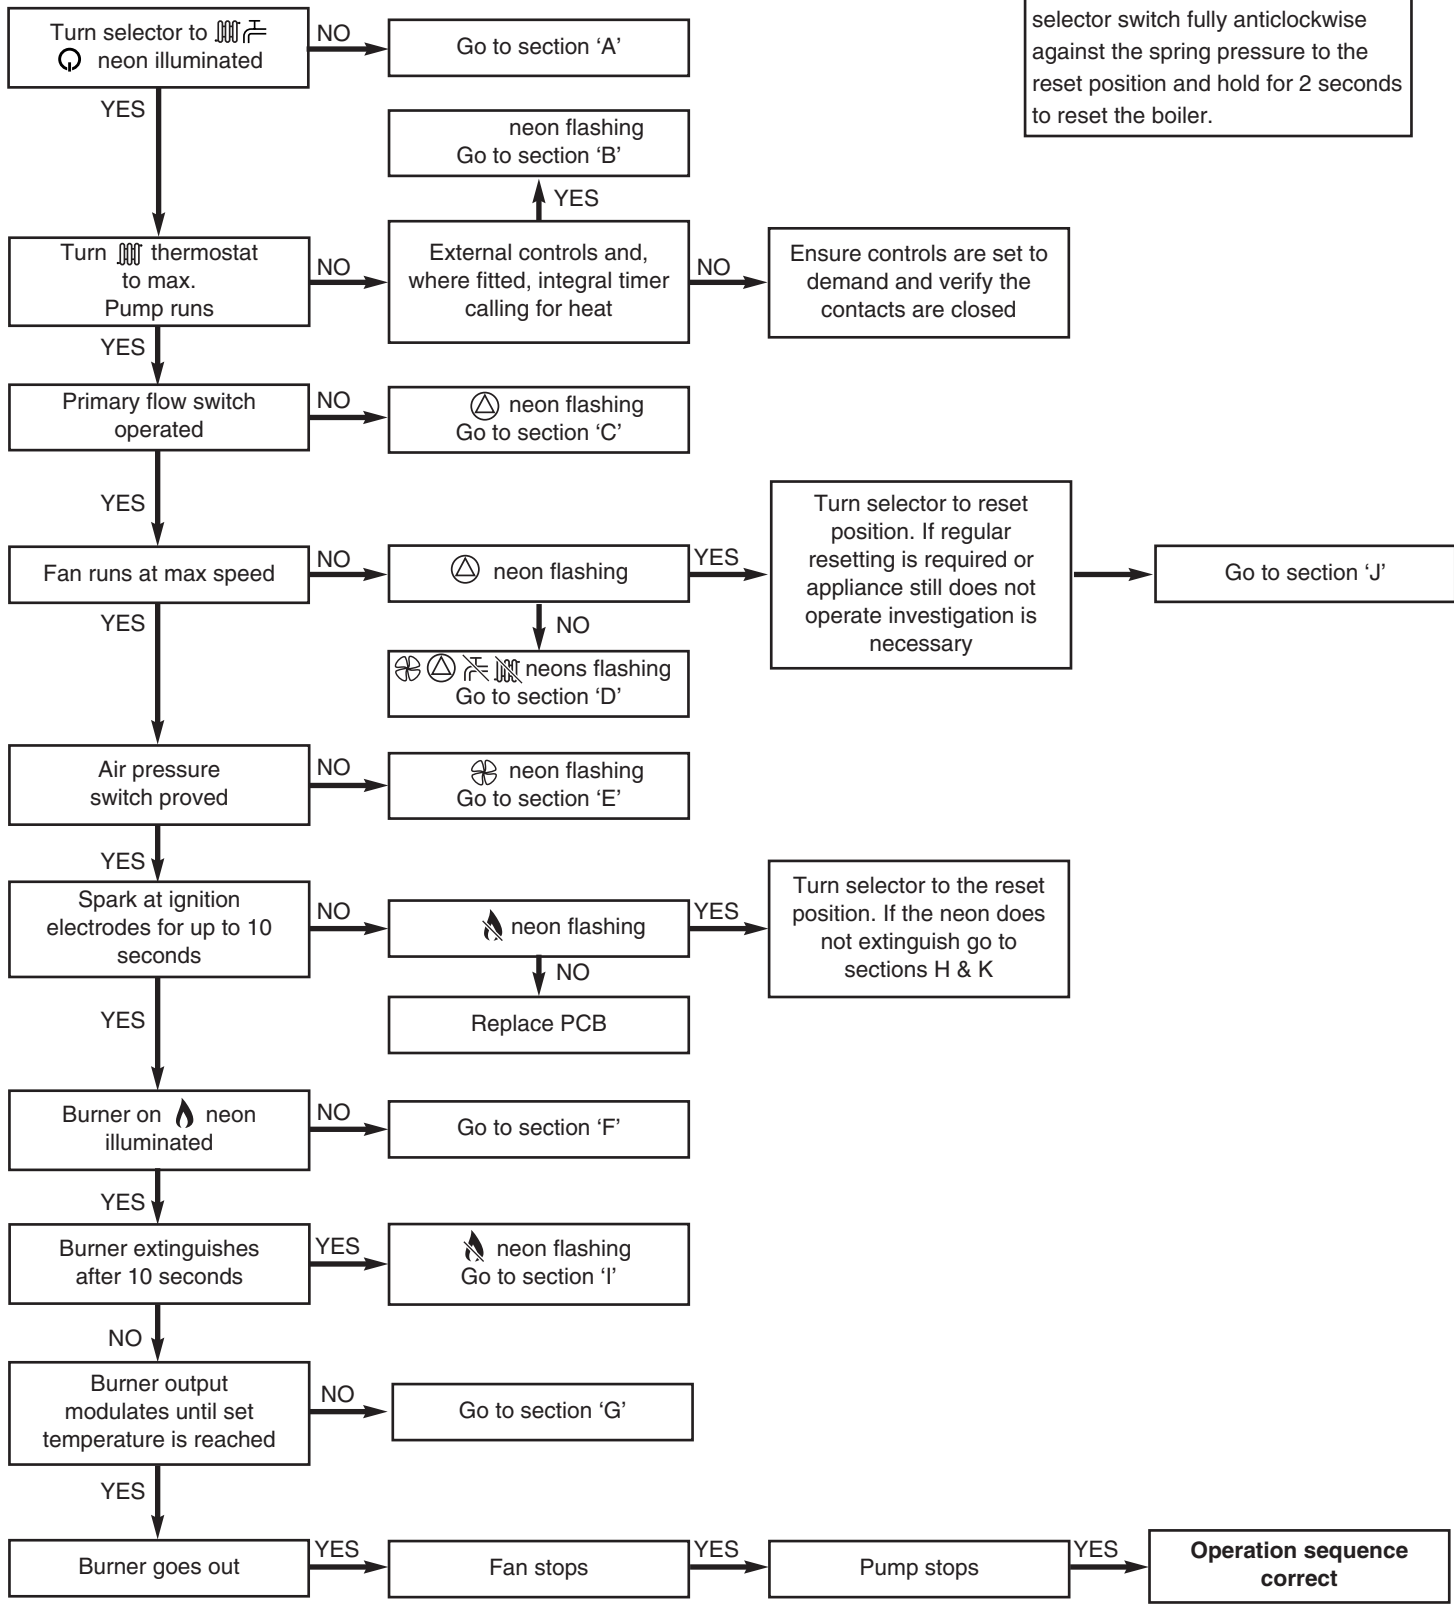 selector switch fully anticlockwise
against the spring pressure to the
reset position and hold for 2 seconds
to reset the boiler.
Turn selector to
neon illuminated
NO
Go to section ‘A’
YES
neon flashing
Go to section ‘B’
YES
Turn thermostat
to max.
Pump runs
NO
External controls and,
where fitted, integral timer
calling for heat
NO
Ensure controls are set to
demand and verify the
contacts are closed
YES
Primary flow switch
operated
NO
neon flashing
Go to section ‘C’
YES
Fan runs at max speed
NO
neon flashing
YES
Turn selector to reset
position. If regular
resetting is required or
appliance still does not
operate investigation is
necessary
Go to section ‘J’
NO
neons flashing
Go to section ‘D’
YES
Air pressure
switch proved
NO
neon flashing
Go to section ‘E’
YES
Spark at ignition
electrodes for up to 10
seconds
NO
neon flashing
YES
Turn selector to the reset
position. If the neon does
not extinguish go to
sections H & K
NO
Replace PCB
YES
Burner on neon
illuminated
NO
Go to section ‘F’
YES
Burner extinguishes
after 10 seconds
YES
neon flashing
Go to section ‘I’
NO
Burner output
modulates until set
temperature is reached
NO
Go to section ‘G’
YES
Burner goes out
YES
Fan stops
YES
Pump stops
YES
Operation sequence
correct